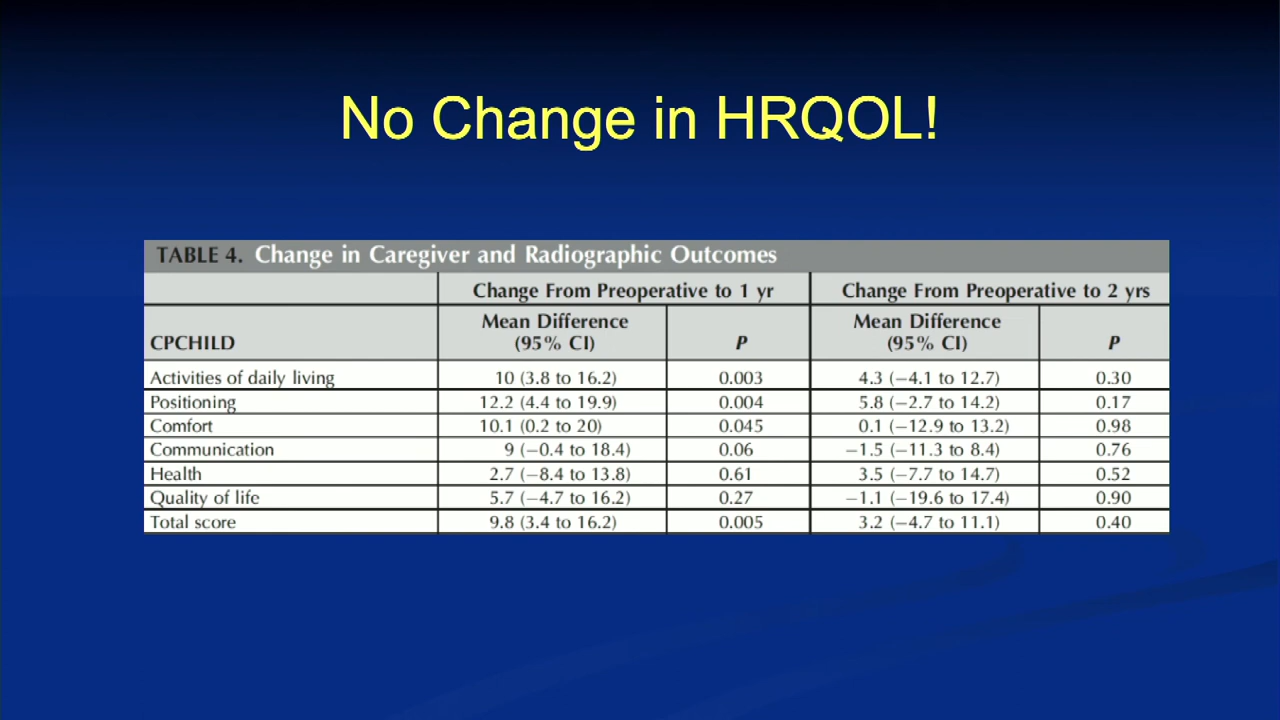 No Change in HRQOL!
TABLE 4. Change in Caregiver and Radiographic Outcomes
Change From Preoperative to 1 yr Change From Preoperative to 2 yrs
CPCHILD Mean Difference (95% CI) P Mean Difference (95% CI) P
Activities of daily living 10 (3.8 to 16.2) 0.003 4.3 (−4.1 to 12.7) 0.30
Positioning 12.2 (4.4 to 19.9) 0.004 5.8 (−2.7 to 14.2) 0.17
Comfort 10.1 (0.2 to 20) 0.045 0.1 (−12.9 to 13.2) 0.98
Communication 9 (−0.4 to 18.4) 0.06 −1.5 (−11.3 to 8.4) 0.76
Health 2.7 (−8.4 to 13.8) 0.61 3.5 (−7.7 to 14.7) 0.52
Quality of life 5.7 (−4.7 to 16.2) 0.27 −1.1 (−19.6 to 17.4) 0.90
Total score 9.8 (3.4 to 16.2) 0.005 3.2 (−4.7 to 11.1) 0.40